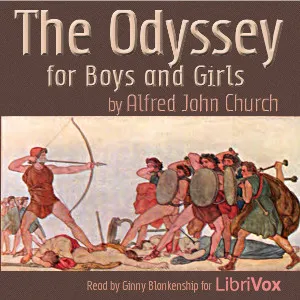 The Odyssey
for Boys and Girls
by Alfred John Church
Read by Ginny Blankenship for LibriVox